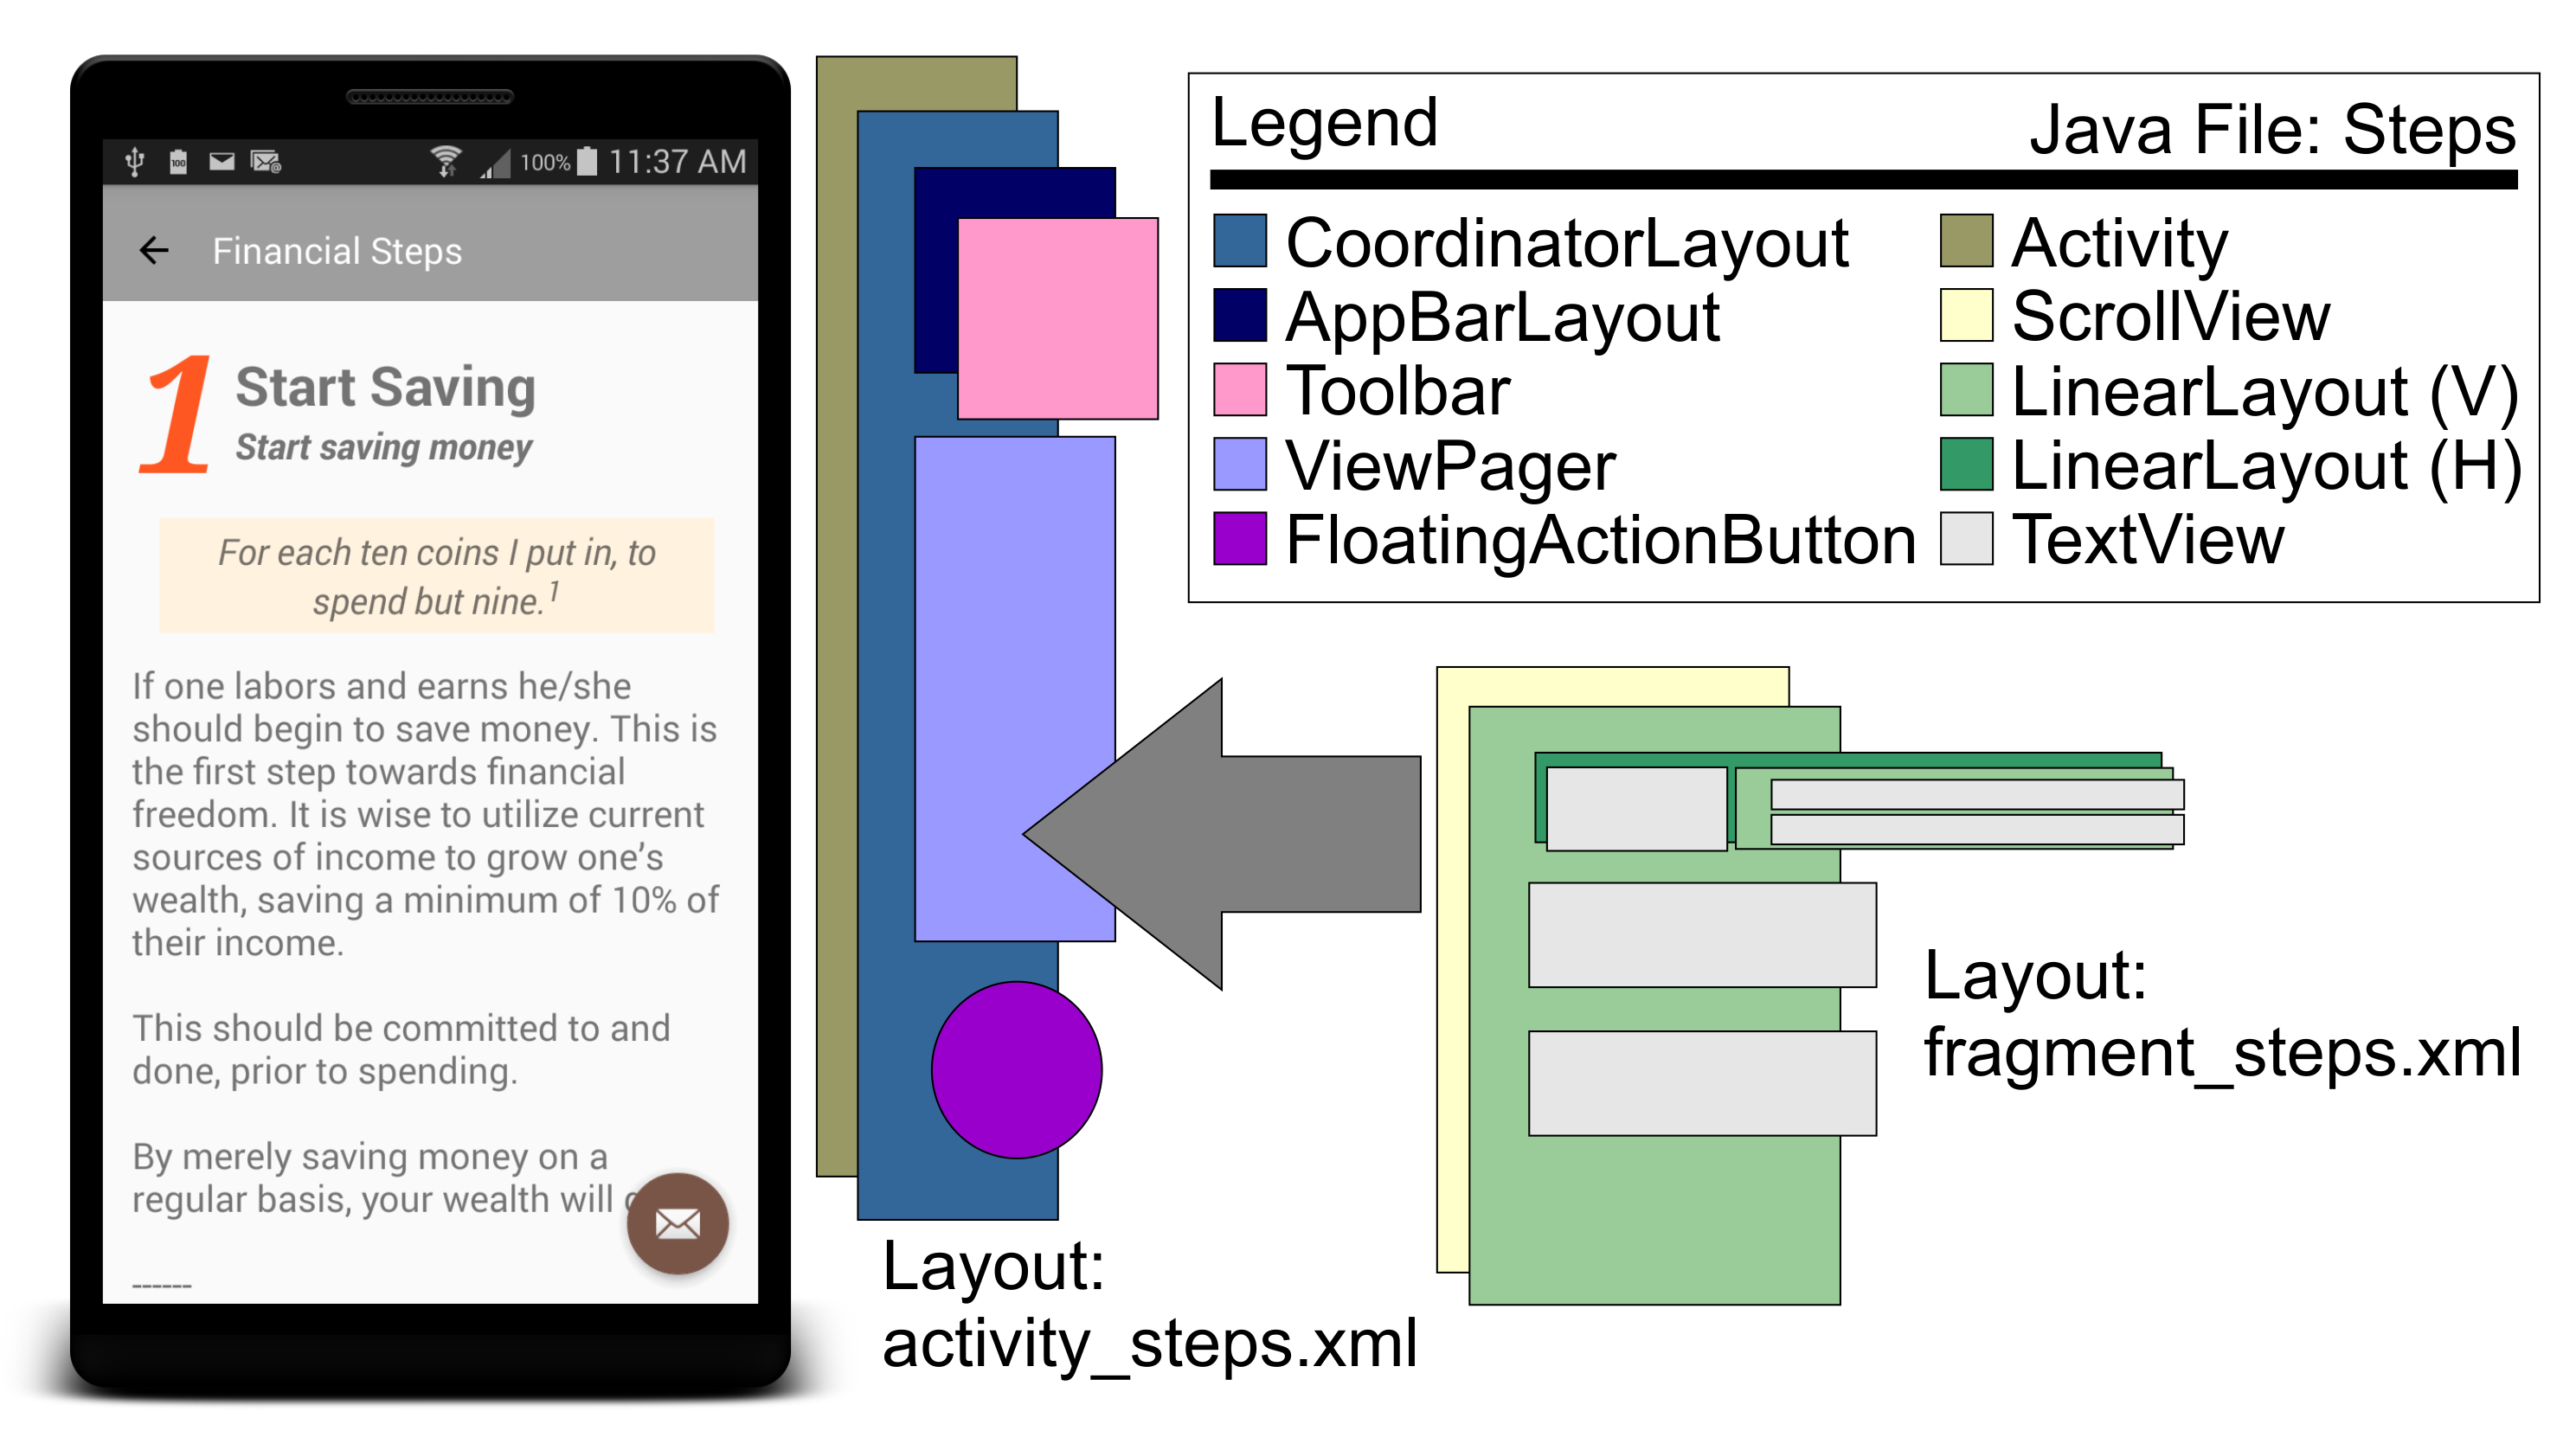 100 100% 11:37 AM
Financial Steps
1 Start Saving
Start saving money
For each ten coins I put in, to
spend but nine.1
If one labors and earns he/she
should begin to save money. This is
the first step towards financial
freedom. It is wise to utilize current
sources of income to grow one’s
wealth, saving a minimum of 10% of
their income.
This should be committed to and
done, prior to spending.
By merely saving money on a
regular basis, your wealth will
------
Layout:
activity_steps.xml
Legend
Java File: Steps
CoordinatorLayout
AppBarLayout
Toolbar
ViewPager
FloatingActionButton
Activity
ScrollView
LinearLayout (V)
LinearLayout (H)
TextView
Layout:
fragment_steps.xml